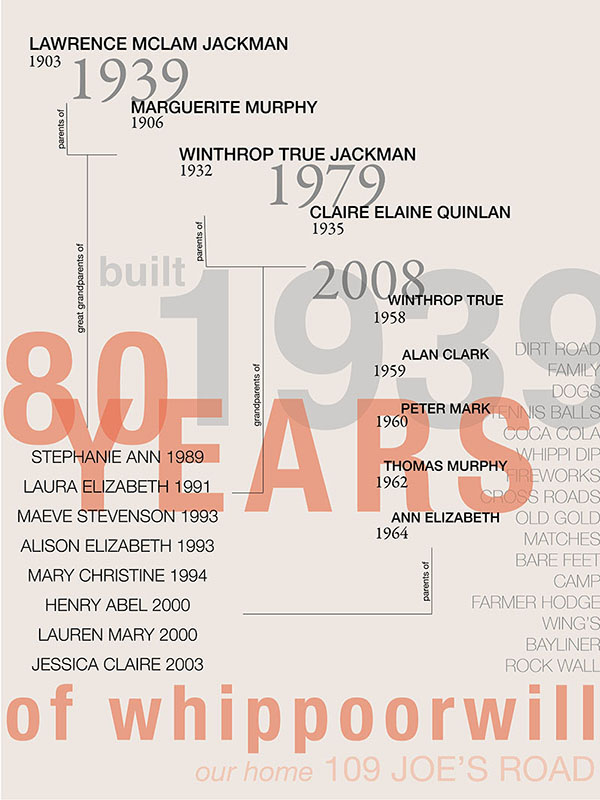 LAWRENCE MCLAM JACKMAN
1903
1939
MARGUERITE MURPHY
1906
parents of
WINTHROP TRUE JACKMAN
1932
1979
CLAIRE ELAINE QUINLAN
1935
parents of
great grandparents of
built 1939
2008
WINTHROP TRUE
1958
ALAN CLARK
1959
PETER MARK
1960
THOMAS MURPHY
1962
ANN ELIZABETH
1964
grandparents of
parents of
80
YEARS
STEPHANIE ANN 1989
LAURA ELIZABETH 1991
MAEVE STEVENSON 1993
ALISON ELIZABETH 1993
MARY CHRISTINE 1994
HENRY ABEL 2000
LAUREN MARY 2000
JESSICA CLAIRE 2003
DIRT ROAD
FAMILY
DOGS
TENNIS BALLS
COCA COLA
WHIPPI DIP
FIREWORKS
CROSS ROADS
OLD GOLD
MATCHES
BARE FEET
CAMP
FARMER HODGE
WING'S
BAYLINER
ROCK WALL
of whippoorwill
our home 109 JOE'S ROAD